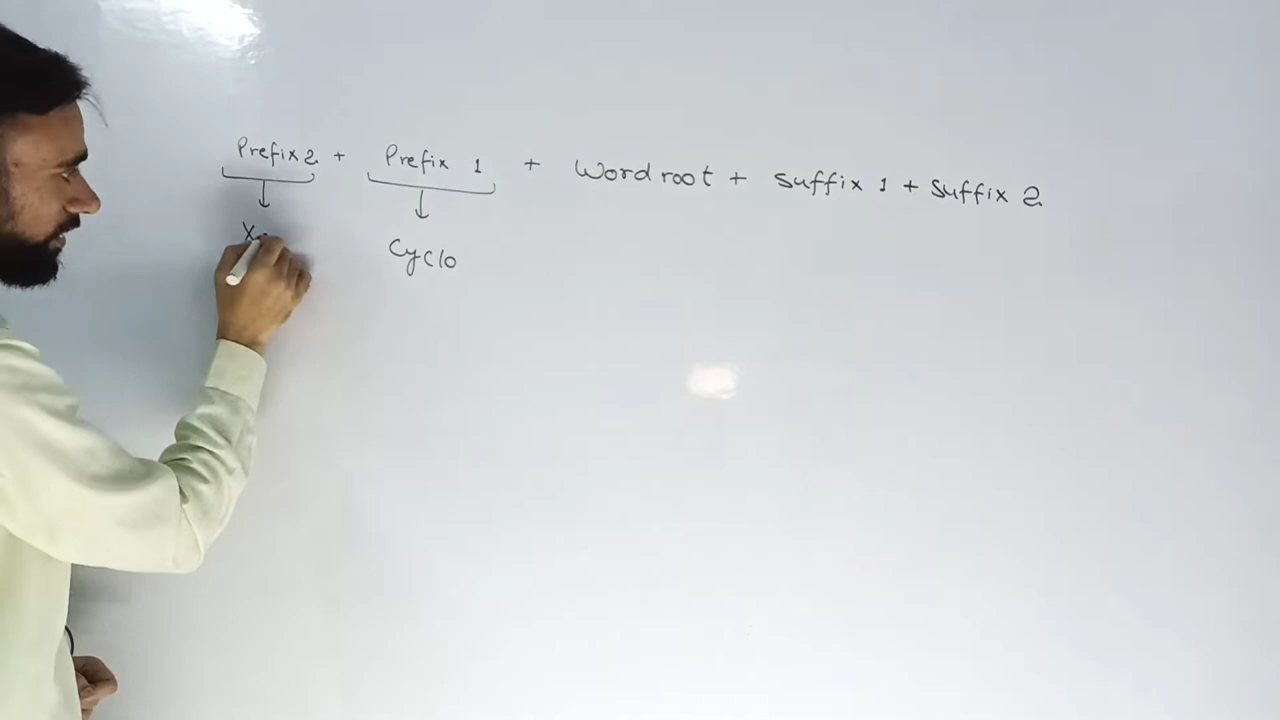 Prefix 2 + Prefix 1 + Word root + suffix 1 + Suffix 2
Cyclo